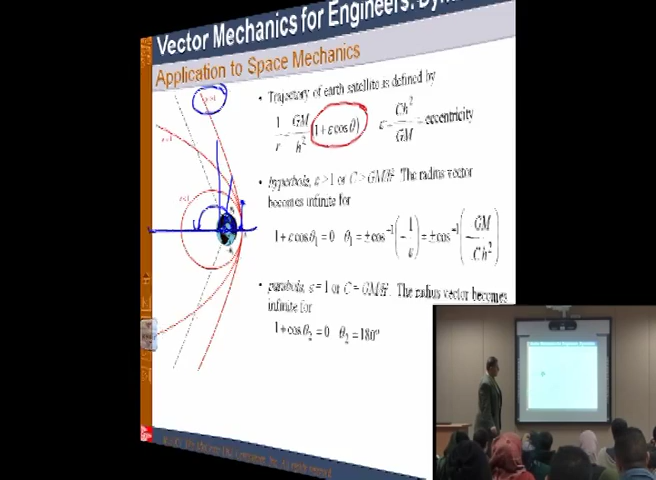 Vector Mechanics for Engineers: Dyn
Application to Space Mechanics
• Trajectory of earth satellite is defined by
1/r = GM/h² (1 + ε cos θ) ε = Ch²/GM = eccentricity
• hyperbola, ε > 1 or C > GM/h². The radius vector
becomes infinite for
1 + ε cos θ₁ = 0 θ₁ = ±cos⁻¹(-1/ε) = ±cos⁻¹(-GM/Ch²)
• parabola, ε = 1 or C = GM/h². The radius vector becomes
infinite for
1 + cos θ₂ = 0 θ₂ = 180°